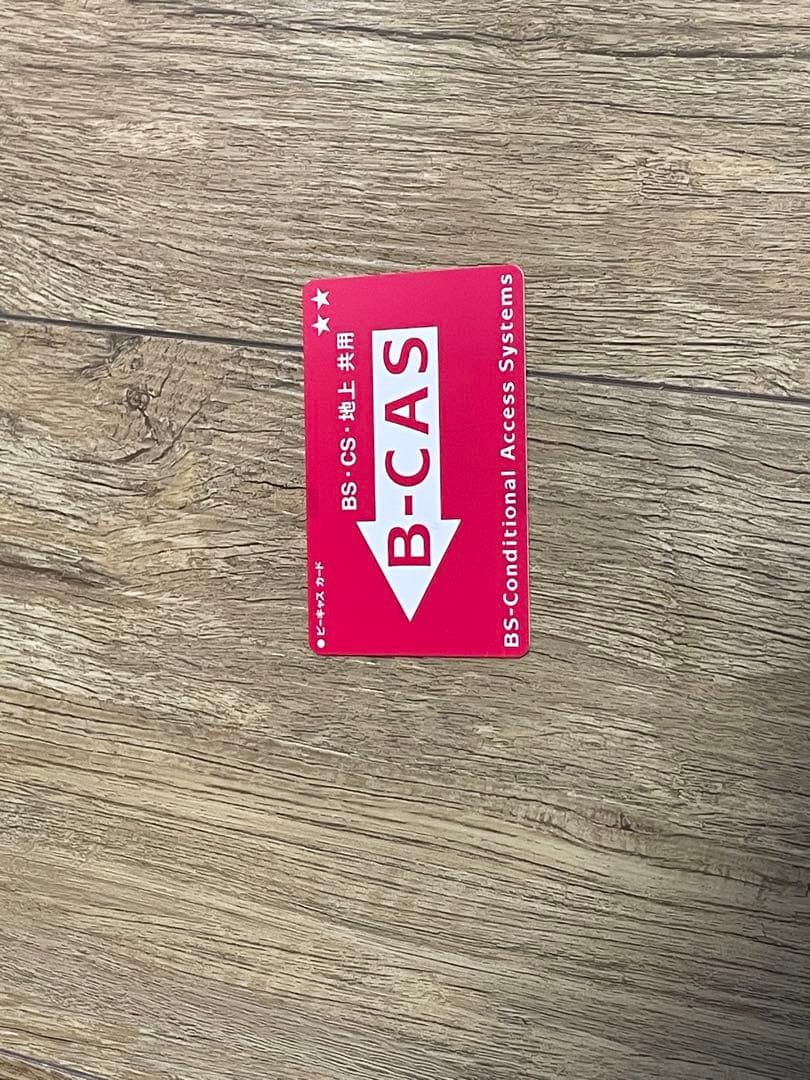 ●ビーキャス カード
★★
BS・CS・地上 共用
B-CAS
BS-Conditional Access Systems